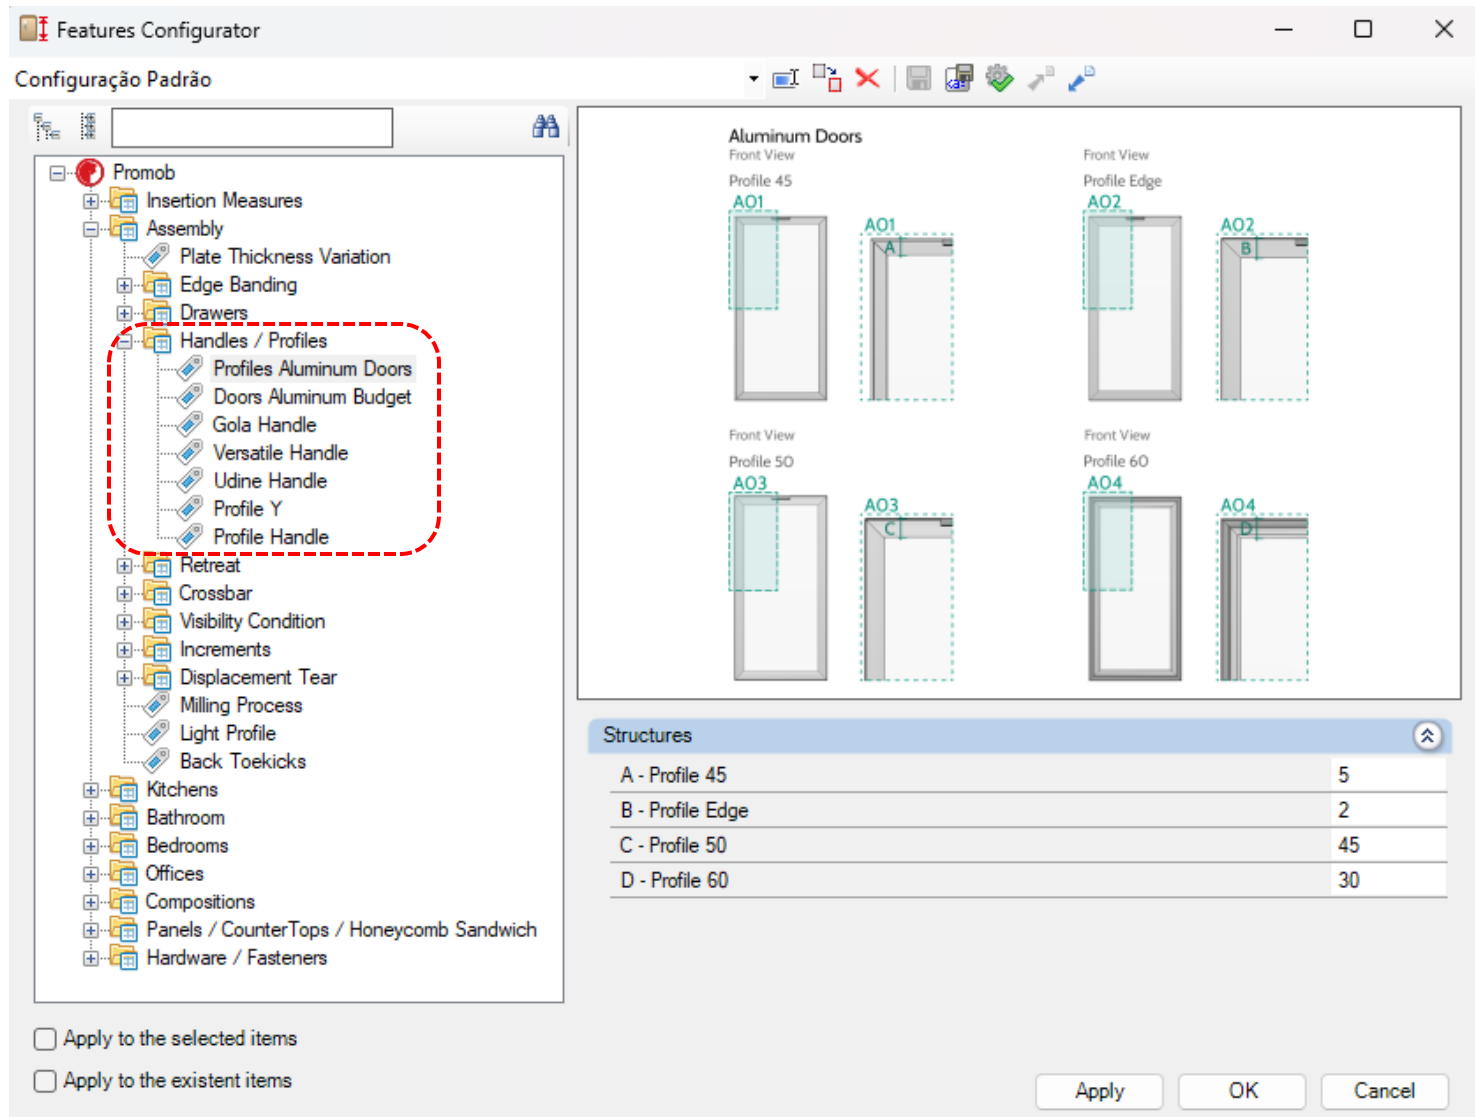 Features Configurator
Configuração Padrão
Promob
Insertion Measures
Assembly
Plate Thickness Variation
Edge Banding
Drawers
Handles / Profiles
Profiles Aluminum Doors
Doors Aluminum Budget
Gola Handle
Versatile Handle
Udine Handle
Profile Y
Profile Handle
Retreat
Crossbar
Visibility Condition
Increments
Displacement Tear
Milling Process
Light Profile
Back Toekicks
Kitchens
Bathroom
Bedrooms
Offices
Compositions
Panels / CounterTops / Honeycomb Sandwich
Hardware / Fasteners
Apply to the selected items
Apply to the existent items
Aluminum Doors
Front View
Profile 45
AO1
AO1
A
Front View
Profile Edge
AO2
AO2
B
Front View
Profile 50
AO3
AO3
C
Front View
Profile 60
AO4
AO4
D
Structures
A - Profile 45 5
B - Profile Edge 2
C - Profile 50 45
D - Profile 60 30
Apply OK Cancel